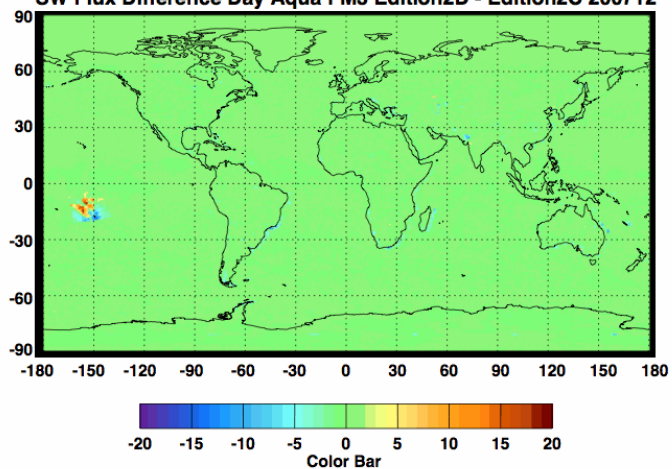 SW Flux Difference Day Aqua FM3 Edition2D - Edition2C 200712
90
60
30
0
-30
-60
-90
-180 -150 -120 -90 -60 -30 0 30 60 90 120 150 180
-20 -15 -10 -5 0 5 10 15 20
Color Bar